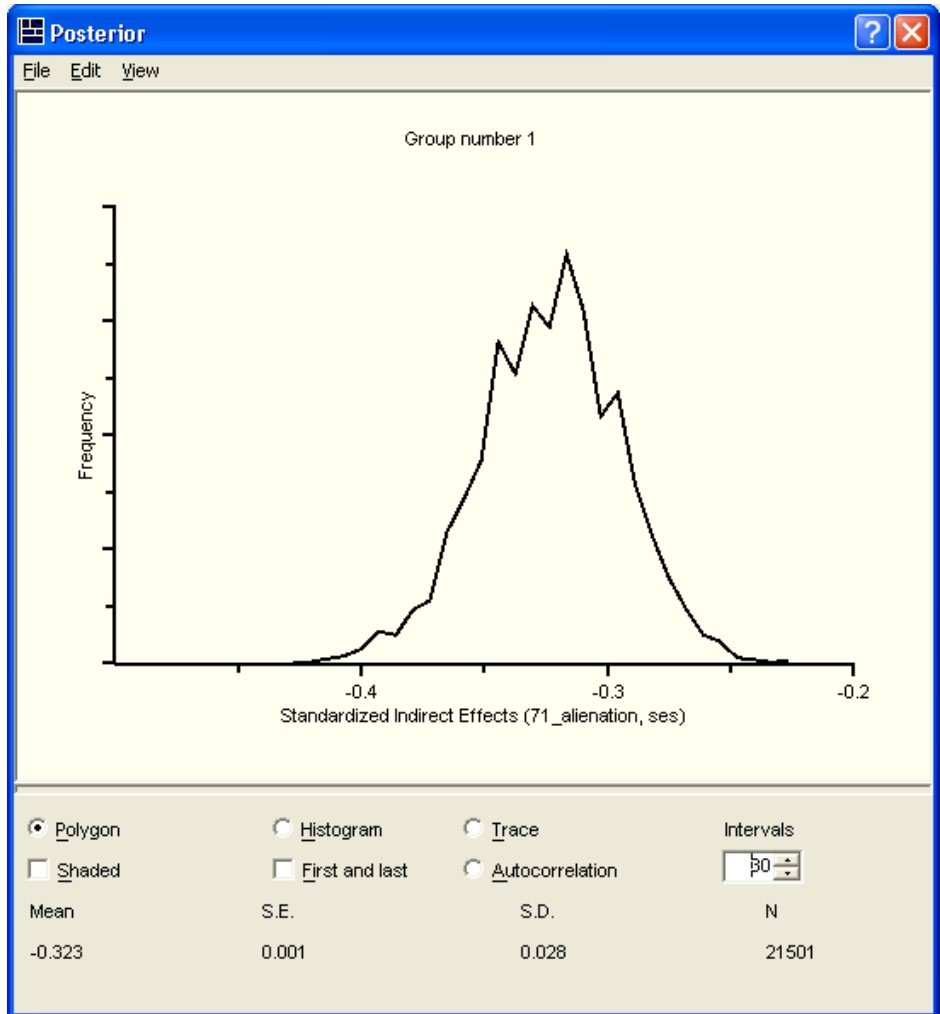 Posterior
File Edit View
Group number 1
Frequency
-0.4 -0.3 -0.2
Standardized Indirect Effects (71_alienation, ses)
Polygon Histogram Trace Intervals
Shaded First and last Autocorrelation 30
Mean S.E. S.D. N
-0.323 0.001 0.028 21501